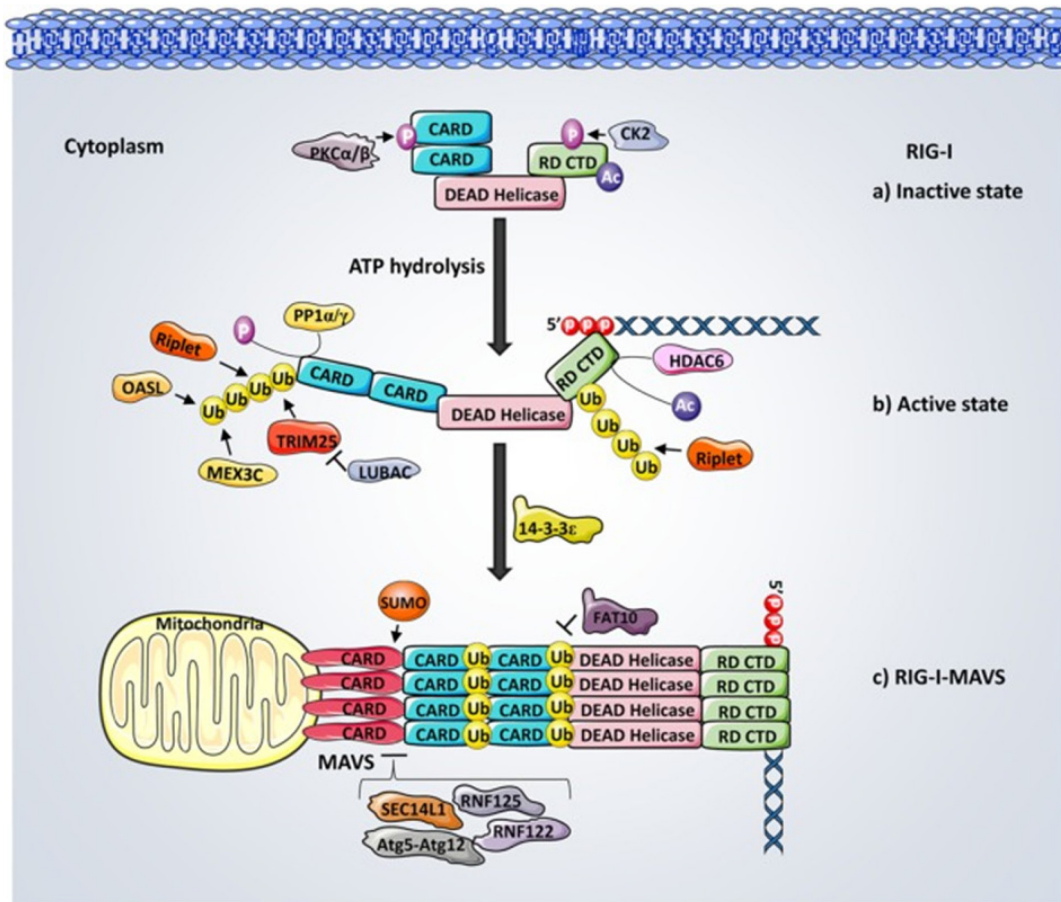 Cytoplasm
PKCα/β
P
CARD
CARD
DEAD Helicase
P
CK2
RD CTD
Ac
RIG-I
a) Inactive state
ATP hydrolysis
P
PP1α/γ
Riplet
OASL
Ub
Ub
Ub
Ub
CARD
CARD
DEAD Helicase
TRIM25
MEX3C
LUBAC
5' P P P
RD CTD
HDAC6
Ac
Ub
Ub
Ub
Ub
Riplet
b) Active state
14-3-3ε
SUMO
FAT10
5'
P
P
P
Mitochondria
CARD CARD Ub CARD Ub DEAD Helicase RD CTD
CARD CARD Ub CARD Ub DEAD Helicase RD CTD
CARD CARD Ub CARD Ub DEAD Helicase RD CTD
CARD CARD Ub CARD Ub DEAD Helicase RD CTD
c) RIG-I-MAVS
MAVS
SEC14L1
RNF125
Atg5-Atg12
RNF122